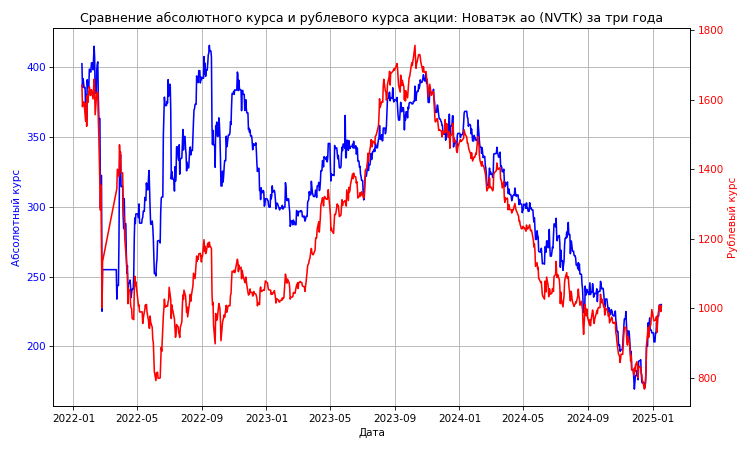 Сравнение абсолютного курса и рублевого курса акции: Новатэк ао (NVTK) за три года
Абсолютный курс
400
350
300
250
200
1800
1600
1400
1200
1000
800
Рублевый курс
2022-01 2022-05 2022-09 2023-01 2023-05 2023-09 2024-01 2024-05 2024-09 2025-01
Дата